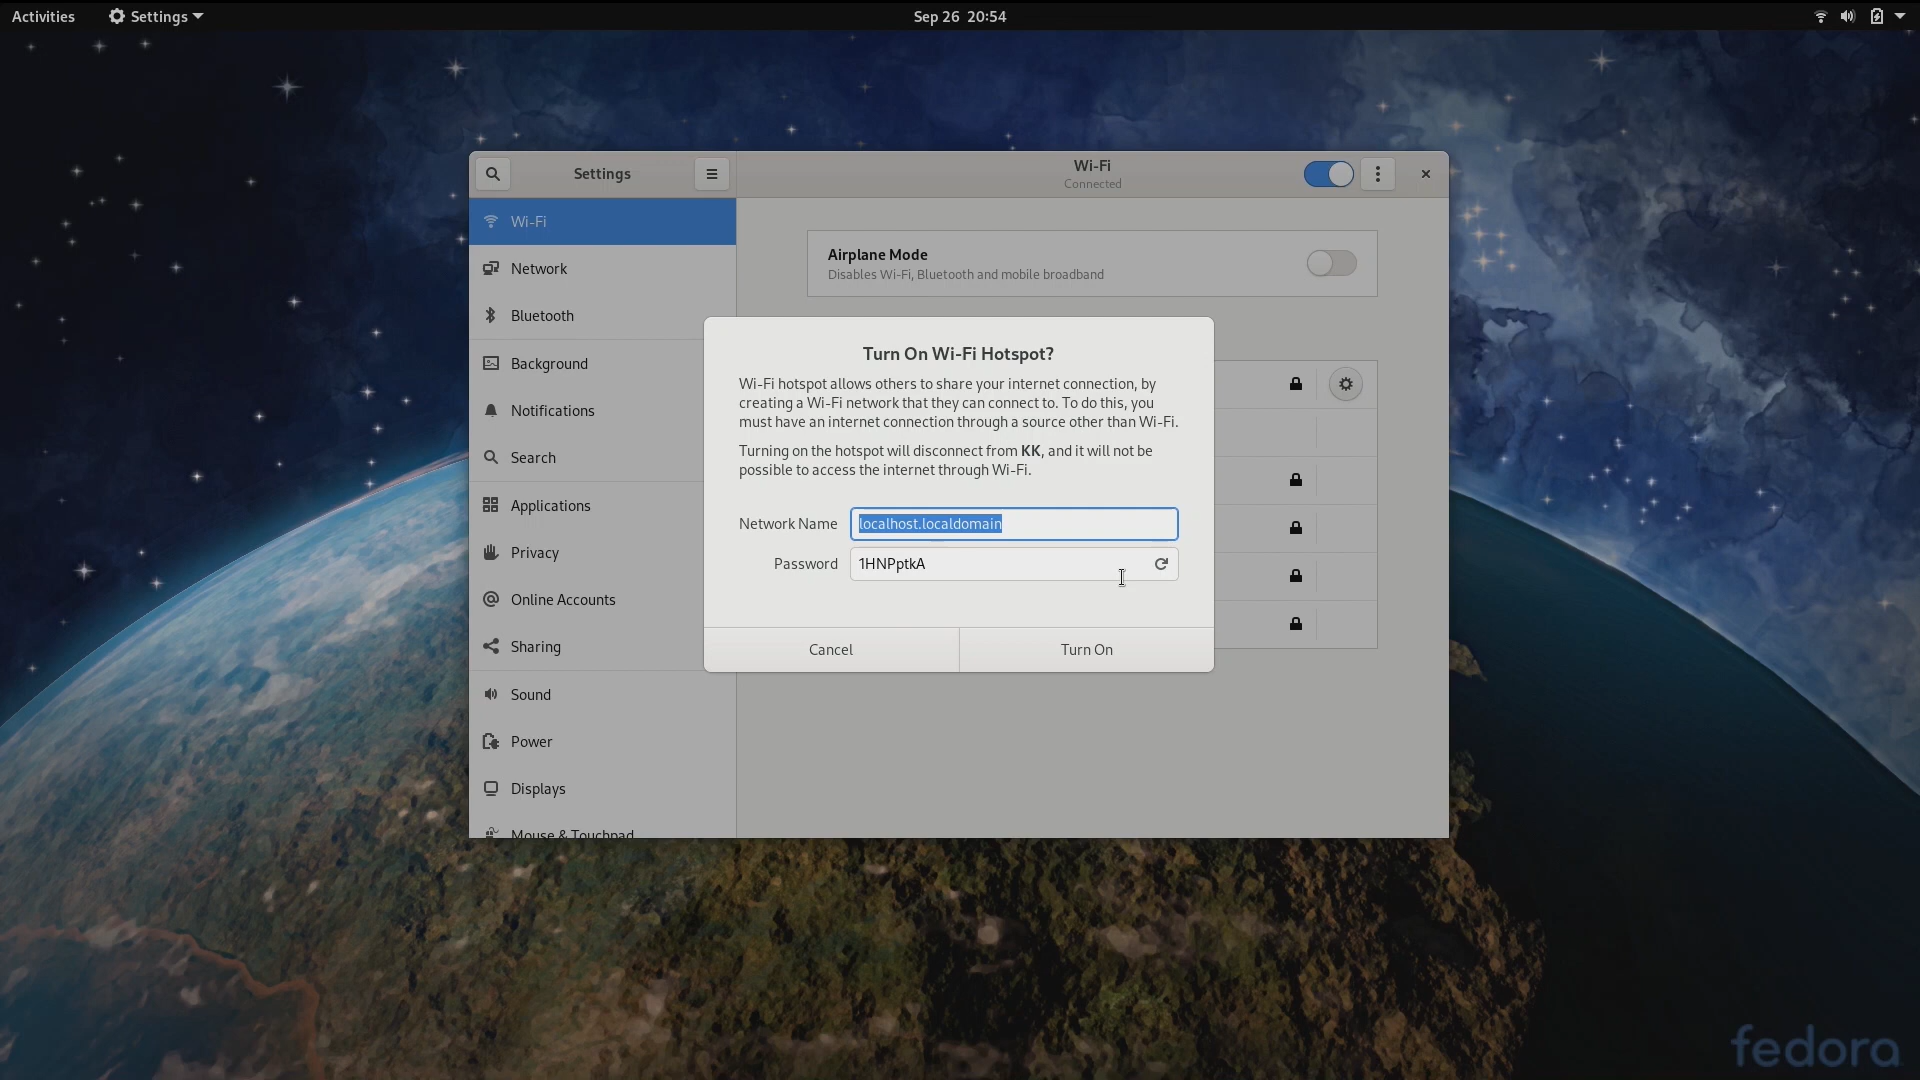 Activities
Settings
Sep 26 20:54
Settings
Wi-Fi
Connected
Wi-Fi
Network
Bluetooth
Background
Notifications
Search
Applications
Privacy
Online Accounts
Sharing
Sound
Power
Displays
Mouse & Touchpad
Airplane Mode
Disables Wi-Fi, Bluetooth and mobile broadband
Turn On Wi-Fi Hotspot?
Wi-Fi hotspot allows others to share your internet connection, by
creating a Wi-Fi network that they can connect to. To do this, you
must have an internet connection through a source other than Wi-Fi.
Turning on the hotspot will disconnect from KK, and it will not be
possible to access the internet through Wi-Fi.
Network Name localhost.localdomain
Password 1HNPptkA
Cancel Turn On
fedora